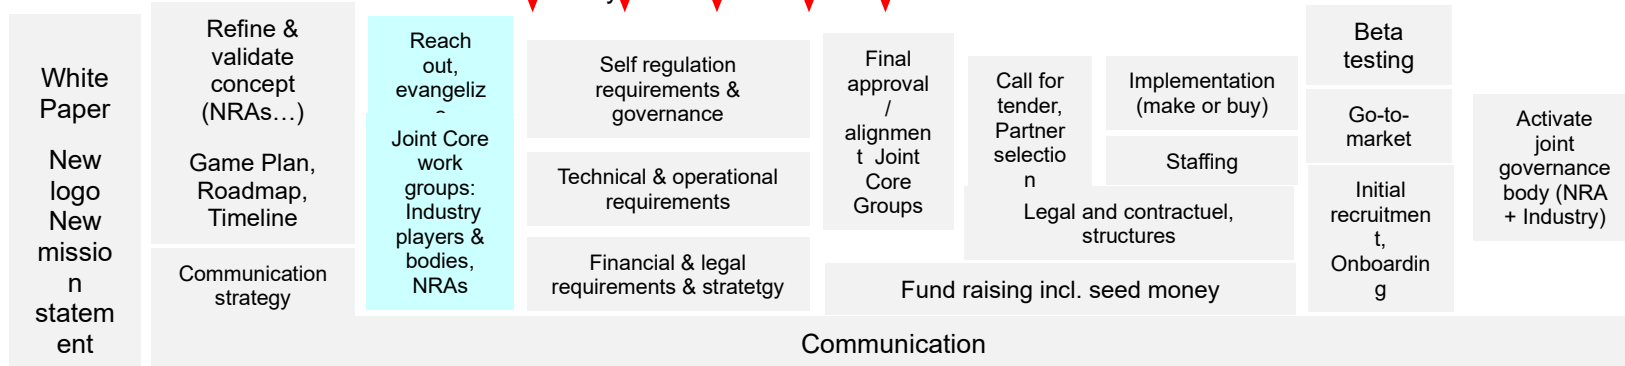 y
White
Paper
New
logo
New
missio
n
statem
ent
Refine &
validate
concept
(NRAs…)
Game Plan,
Roadmap,
Timeline
Communication
strategy
Reach
out,
evangeliz
Joint Core
work
groups:
Industry
players &
bodies,
NRAs
Self regulation
requirements &
governance
Technical & operational
requirements
Financial & legal
requirements & stratetgy
Final
approval
/
alignmen
t Joint
Core
Groups
Call for
tender,
Partner
selectio
n
Implementation
(make or buy)
Staffing
Legal and contractuel,
structures
Fund raising incl. seed money
Beta
testing
Go-to-
market
Initial
recruitmen
t,
Onboardin
g
Activate
joint
governance
body (NRA
+ Industry)
Communication